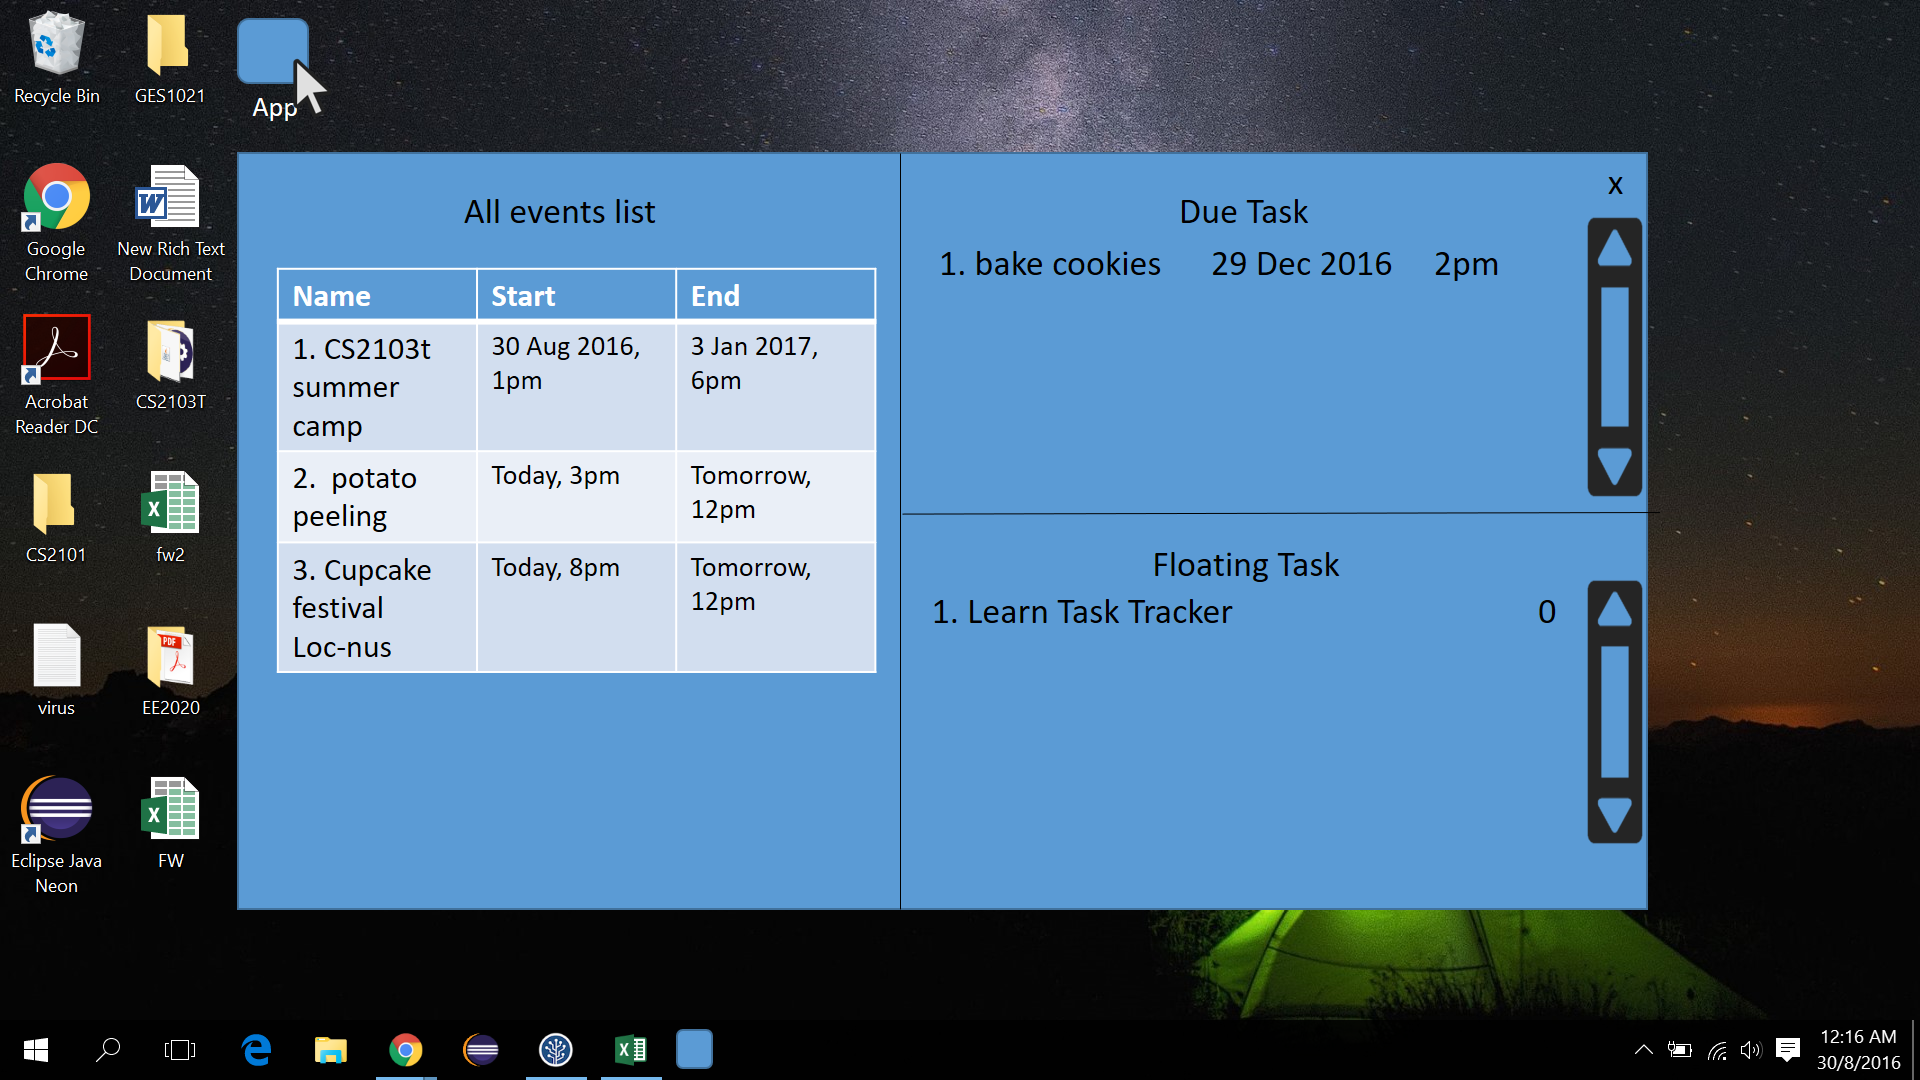 Recycle Bin
GES1021
App
Google
Chrome
New Rich Text
Document
Acrobat
Reader DC
CS2103T
CS2101
fw2
virus
EE2020
PDF
Eclipse Java
Neon
FW
All events list
Name Start End
1. CS2103t
summer
camp
30 Aug 2016,
1pm
3 Jan 2017,
6pm
2.  potato
peeling
Today, 3pm
Tomorrow,
12pm
3. Cupcake
festival
Loc-nus
Today, 8pm
Tomorrow,
12pm
x
Due Task
1. bake cookies 29 Dec 2016 2pm
Floating Task
1. Learn Task Tracker 0
12:16 AM
30/8/2016